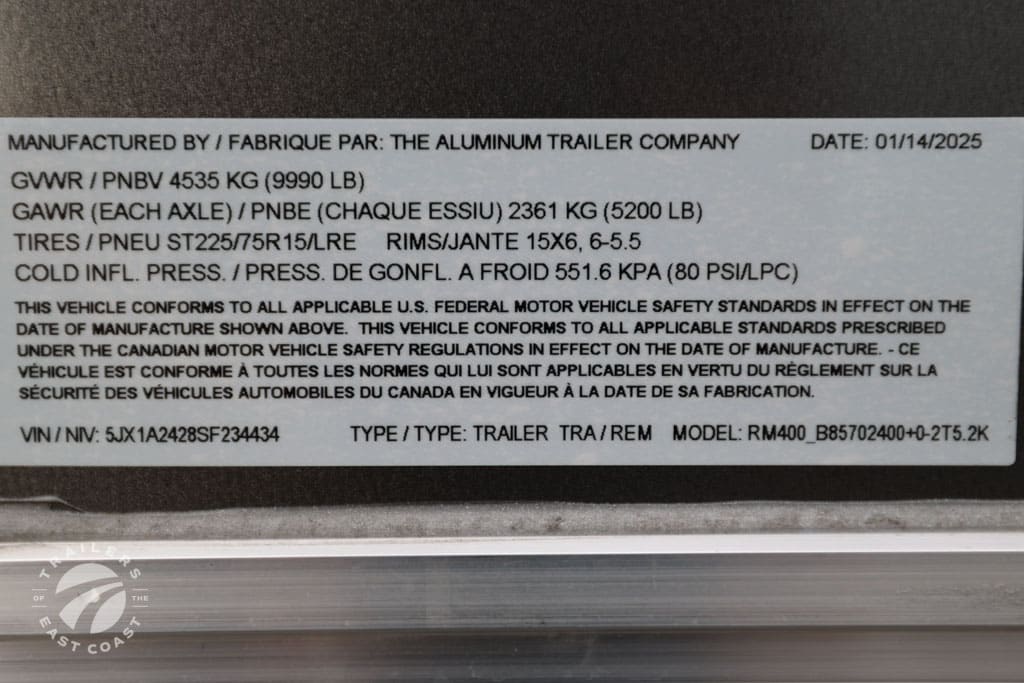 MANUFACTURED BY / FABRIQUE PAR: THE ALUMINUM TRAILER COMPANY DATE: 01/14/2025
GVWR / PNBV 4535 KG (9990 LB)
GAWR (EACH AXLE) / PNBE (CHAQUE ESSIU) 2361 KG (5200 LB)
TIRES / PNEU ST225/75R15/LRE RIMS/JANTE 15X6, 6-5.5
COLD INFL. PRESS. / PRESS. DE GONFL. A FROID 551.6 KPA (80 PSI/LPC)
THIS VEHICLE CONFORMS TO ALL APPLICABLE U.S. FEDERAL MOTOR VEHICLE SAFETY STANDARDS IN EFFECT ON THE
DATE OF MANUFACTURE SHOWN ABOVE. THIS VEHICLE CONFORMS TO ALL APPLICABLE STANDARDS PRESCRIBED
UNDER THE CANADIAN MOTOR VEHICLE SAFETY REGULATIONS IN EFFECT ON THE DATE OF MANUFACTURE. - CE
VÉHICULE EST CONFORME À TOUTES LES NORMES QUI LUI SONT APPLICABLES EN VERTU DU RÈGLEMENT SUR LA
SÉCURITÉ DES VÉHICULES AUTOMOBILES DU CANADA EN VIGUEUR À LA DATE DE SA FABRICATION.
VIN / NIV: 5JX1A2428SF234434 TYPE / TYPE: TRAILER TRA / REM MODEL: RM400_B85702400+0-2T5.2K
TRAILERS
OF THE
EAST COAST